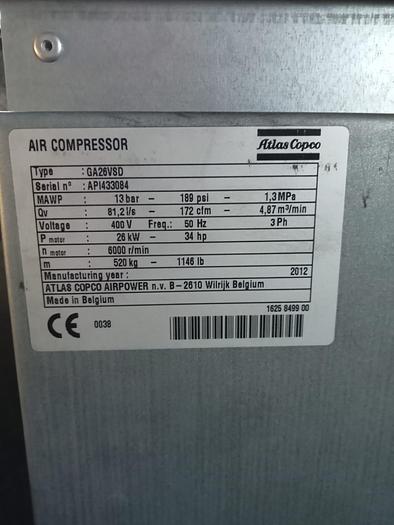 AIR COMPRESSOR Atlas Copco
Type : GA26VSD
Serial n° : API433084
MAWP : 13 bar – 189 psi – 1,3 MPa
Qv : 81,2 l/s – 172 cfm – 4,87 m³/min
Voltage : 400 V Freq.: 50 Hz 3 Ph
P motor : 26 kW – 34 hp
n motor : 6000 r/min
m : 520 kg – 1146 lb
Manufacturing year : 2012
ATLAS COPCO AIRPOWER n.v. B–2610 Wilrijk Belgium
Made in Belgium
1625 8499 00
CE 0038